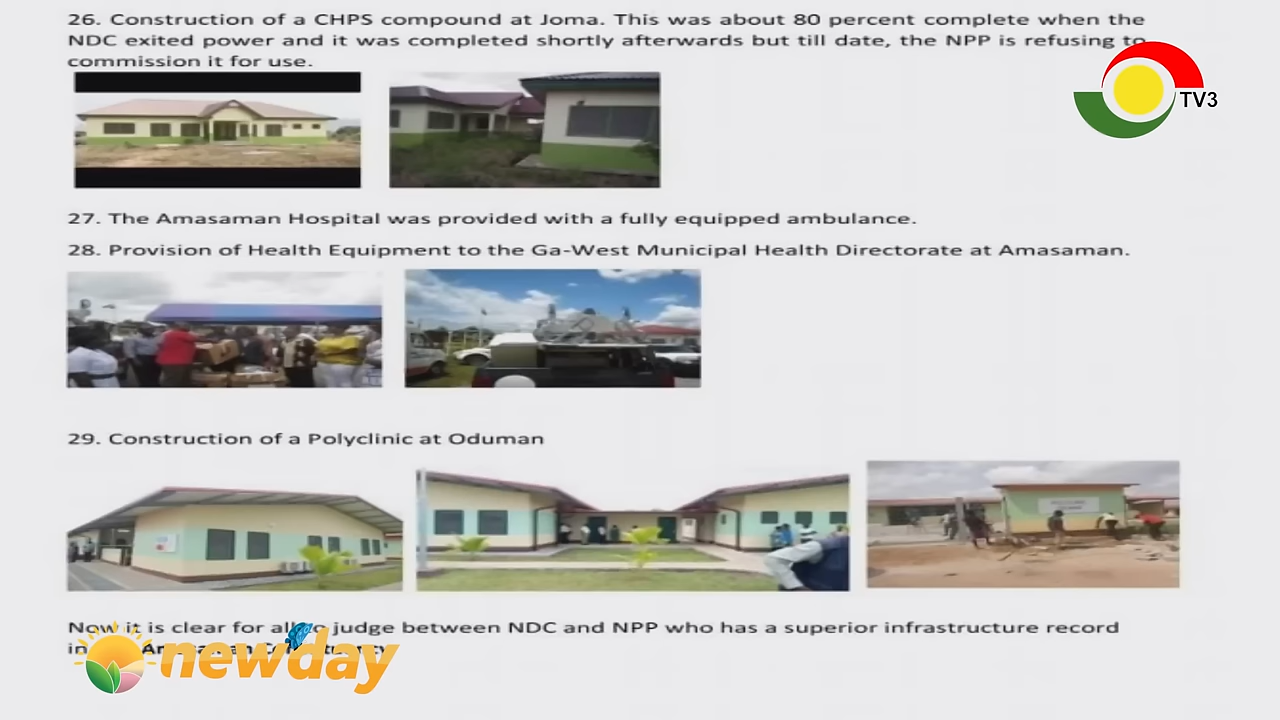 26. Construction of a CHPS compound at Joma. This was about 80 percent complete when the
NDC exited power and it was completed shortly afterwards but till date, the NPP is refusing to
commission it for use.
TV3
27. The Amasaman Hospital was provided with a fully equipped ambulance.
28. Provision of Health Equipment to the Ga-West Municipal Health Directorate at Amasaman.
29. Construction of a Polyclinic at Oduman
Now it is clear for all to judge between NDC and NPP who has a superior infrastructure record
in
newday